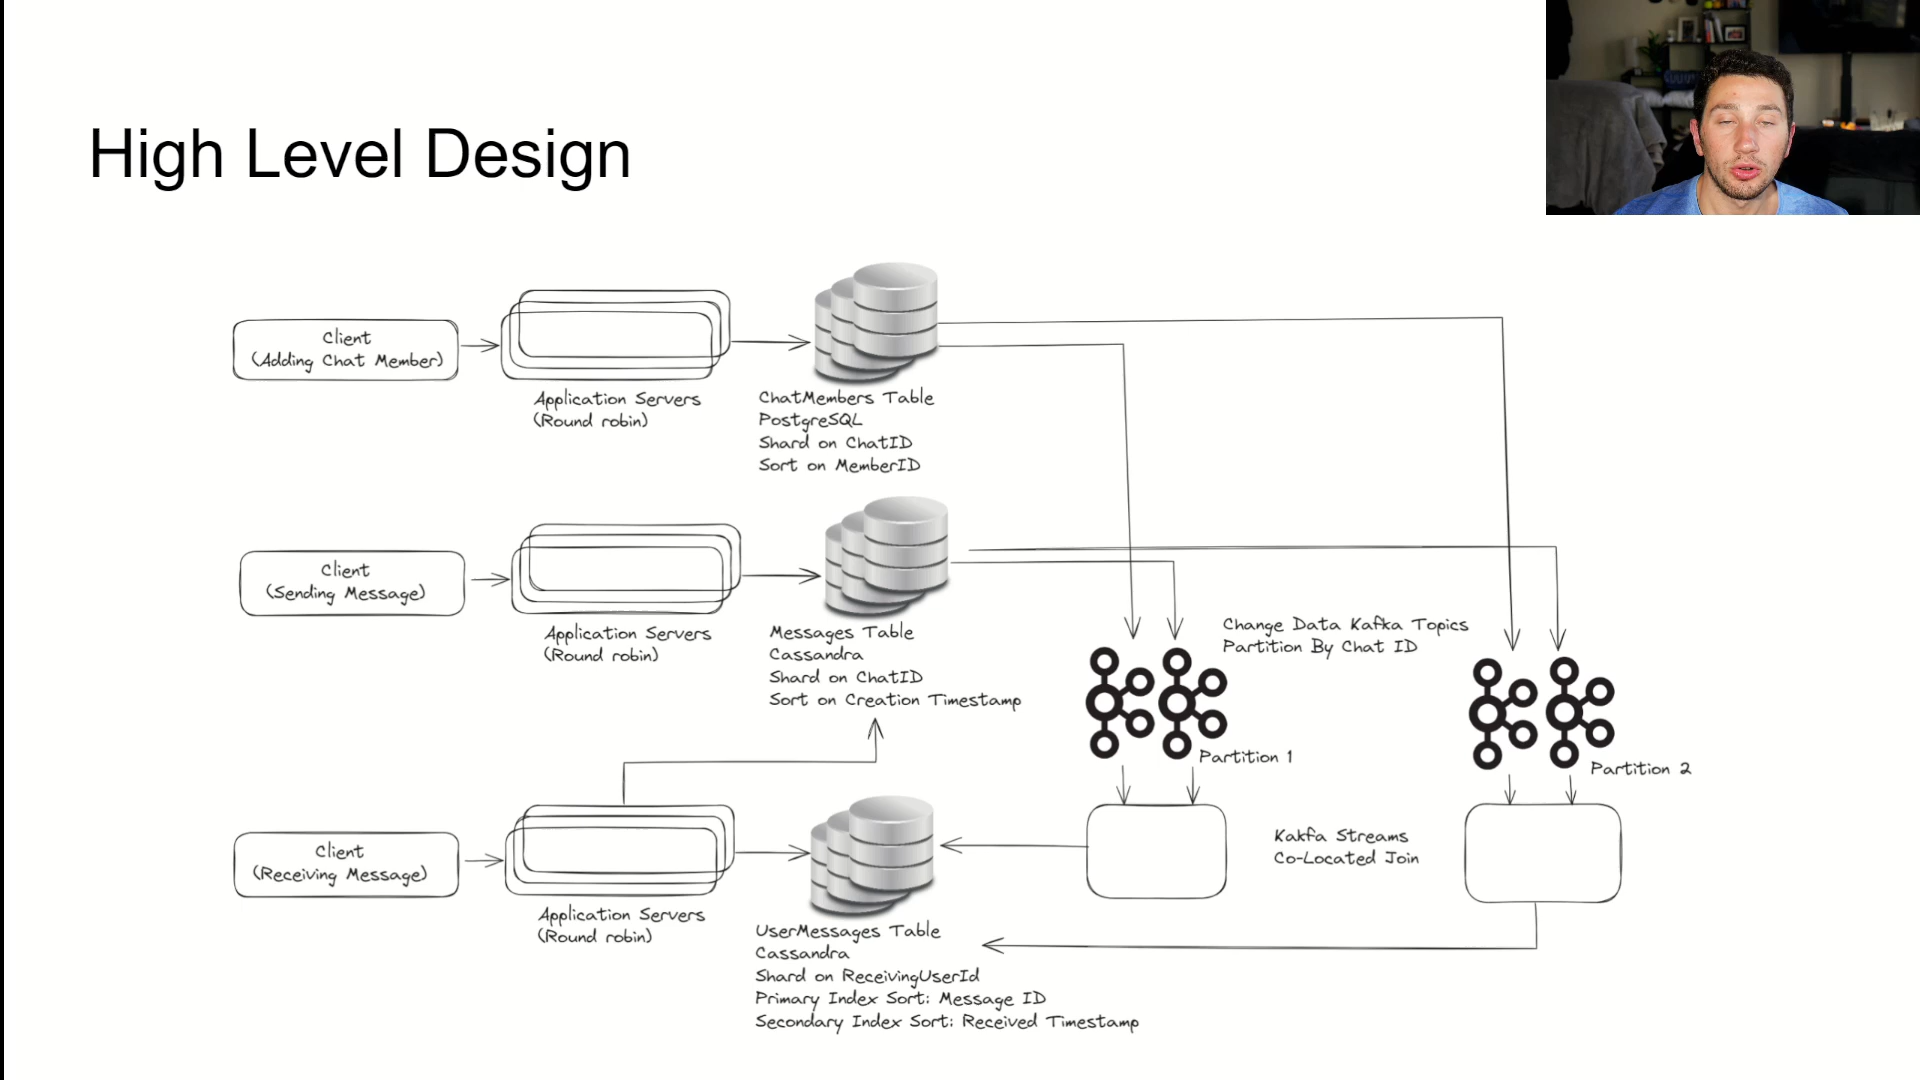 High Level Design
Client
(Adding Chat Member)
Application Servers
(Round robin)
ChatMembers Table
PostgreSQL
Shard on ChatID
Sort on MemberID
Client
(Sending Message)
Application Servers
(Round robin)
Messages Table
Cassandra
Shard on ChatID
Sort on Creation Timestamp
Change Data Kafka Topics
Partition By Chat ID
Partition 1
Partition 2
Client
(Receiving Message)
Application Servers
(Round robin)
UserMessages Table
Cassandra
Shard on ReceivingUserId
Primary Index Sort: Message ID
Secondary Index Sort: Received Timestamp
Kakfa Streams
Co-Located Join